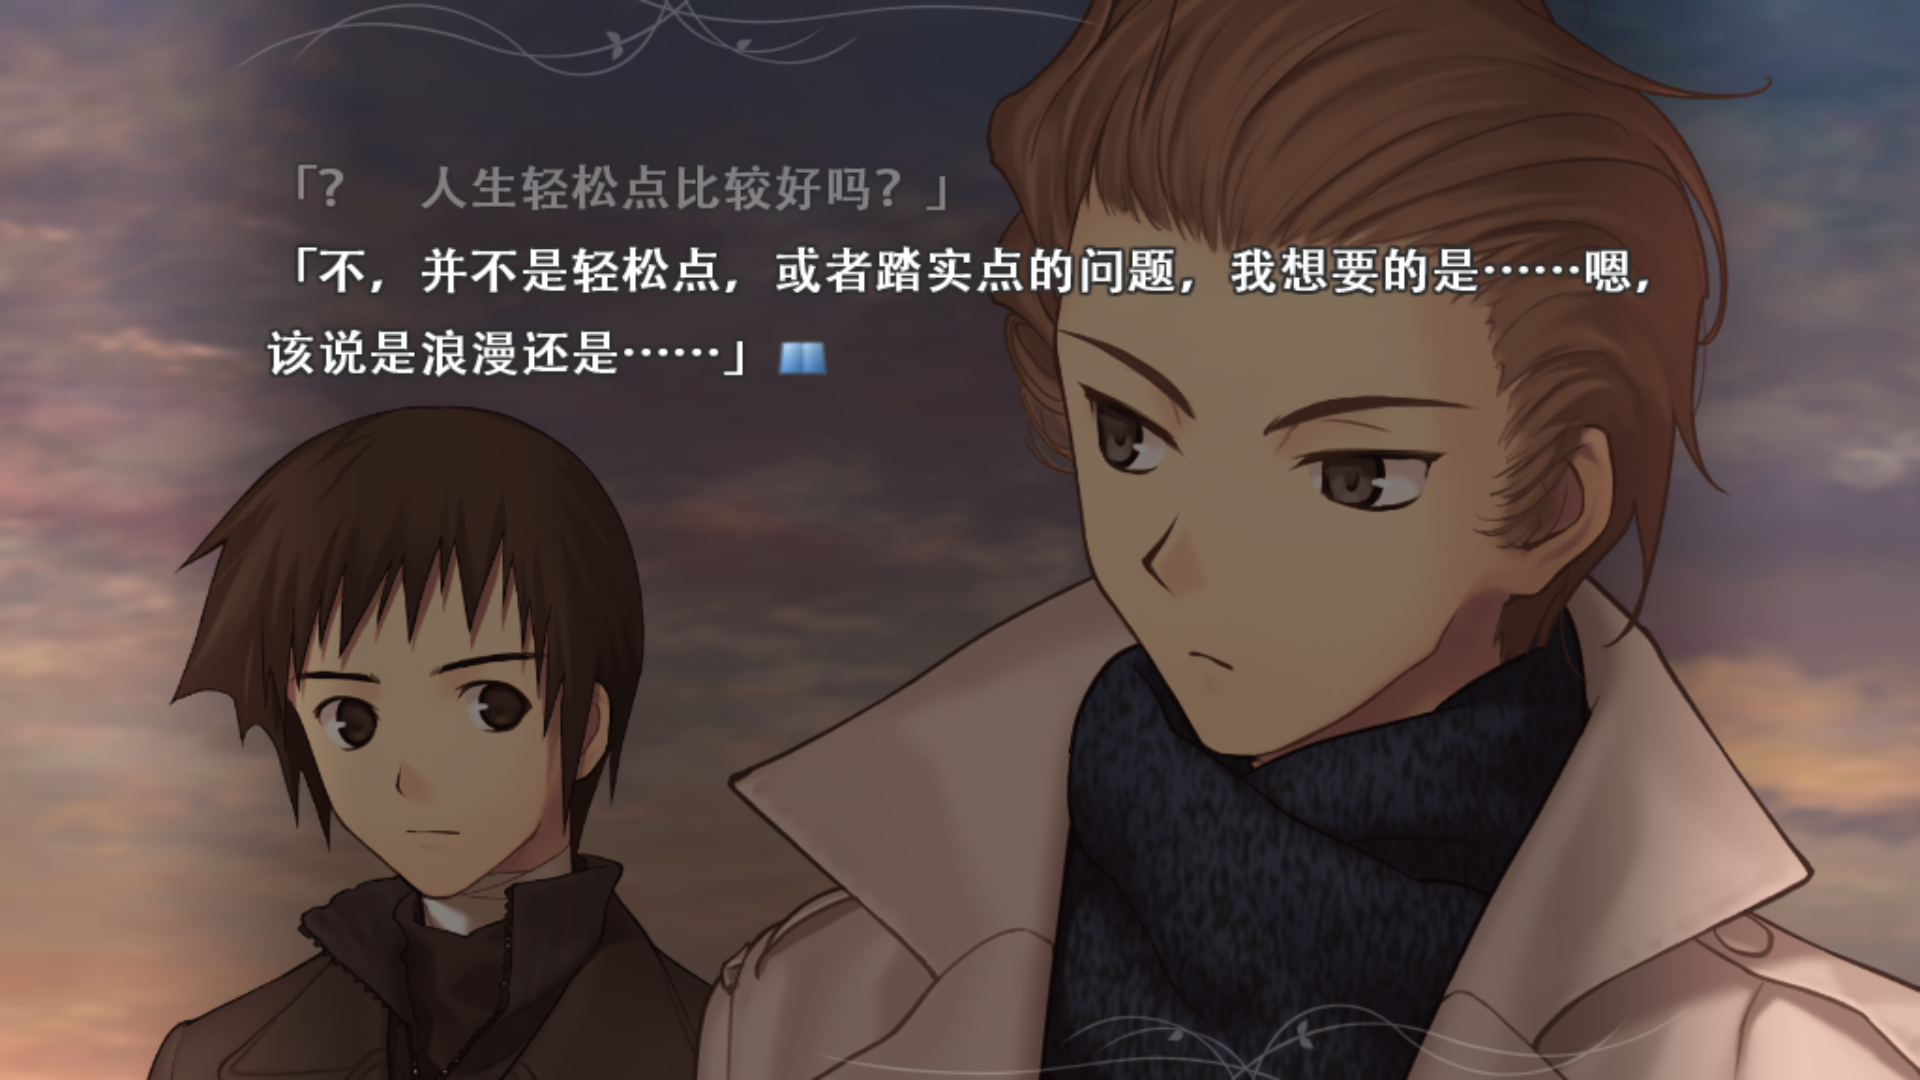 「？　人生轻松点比较好吗？」
「不，并不是轻松点，或者踏实点的问题，我想要的是……嗯，
该说是浪漫还是……」